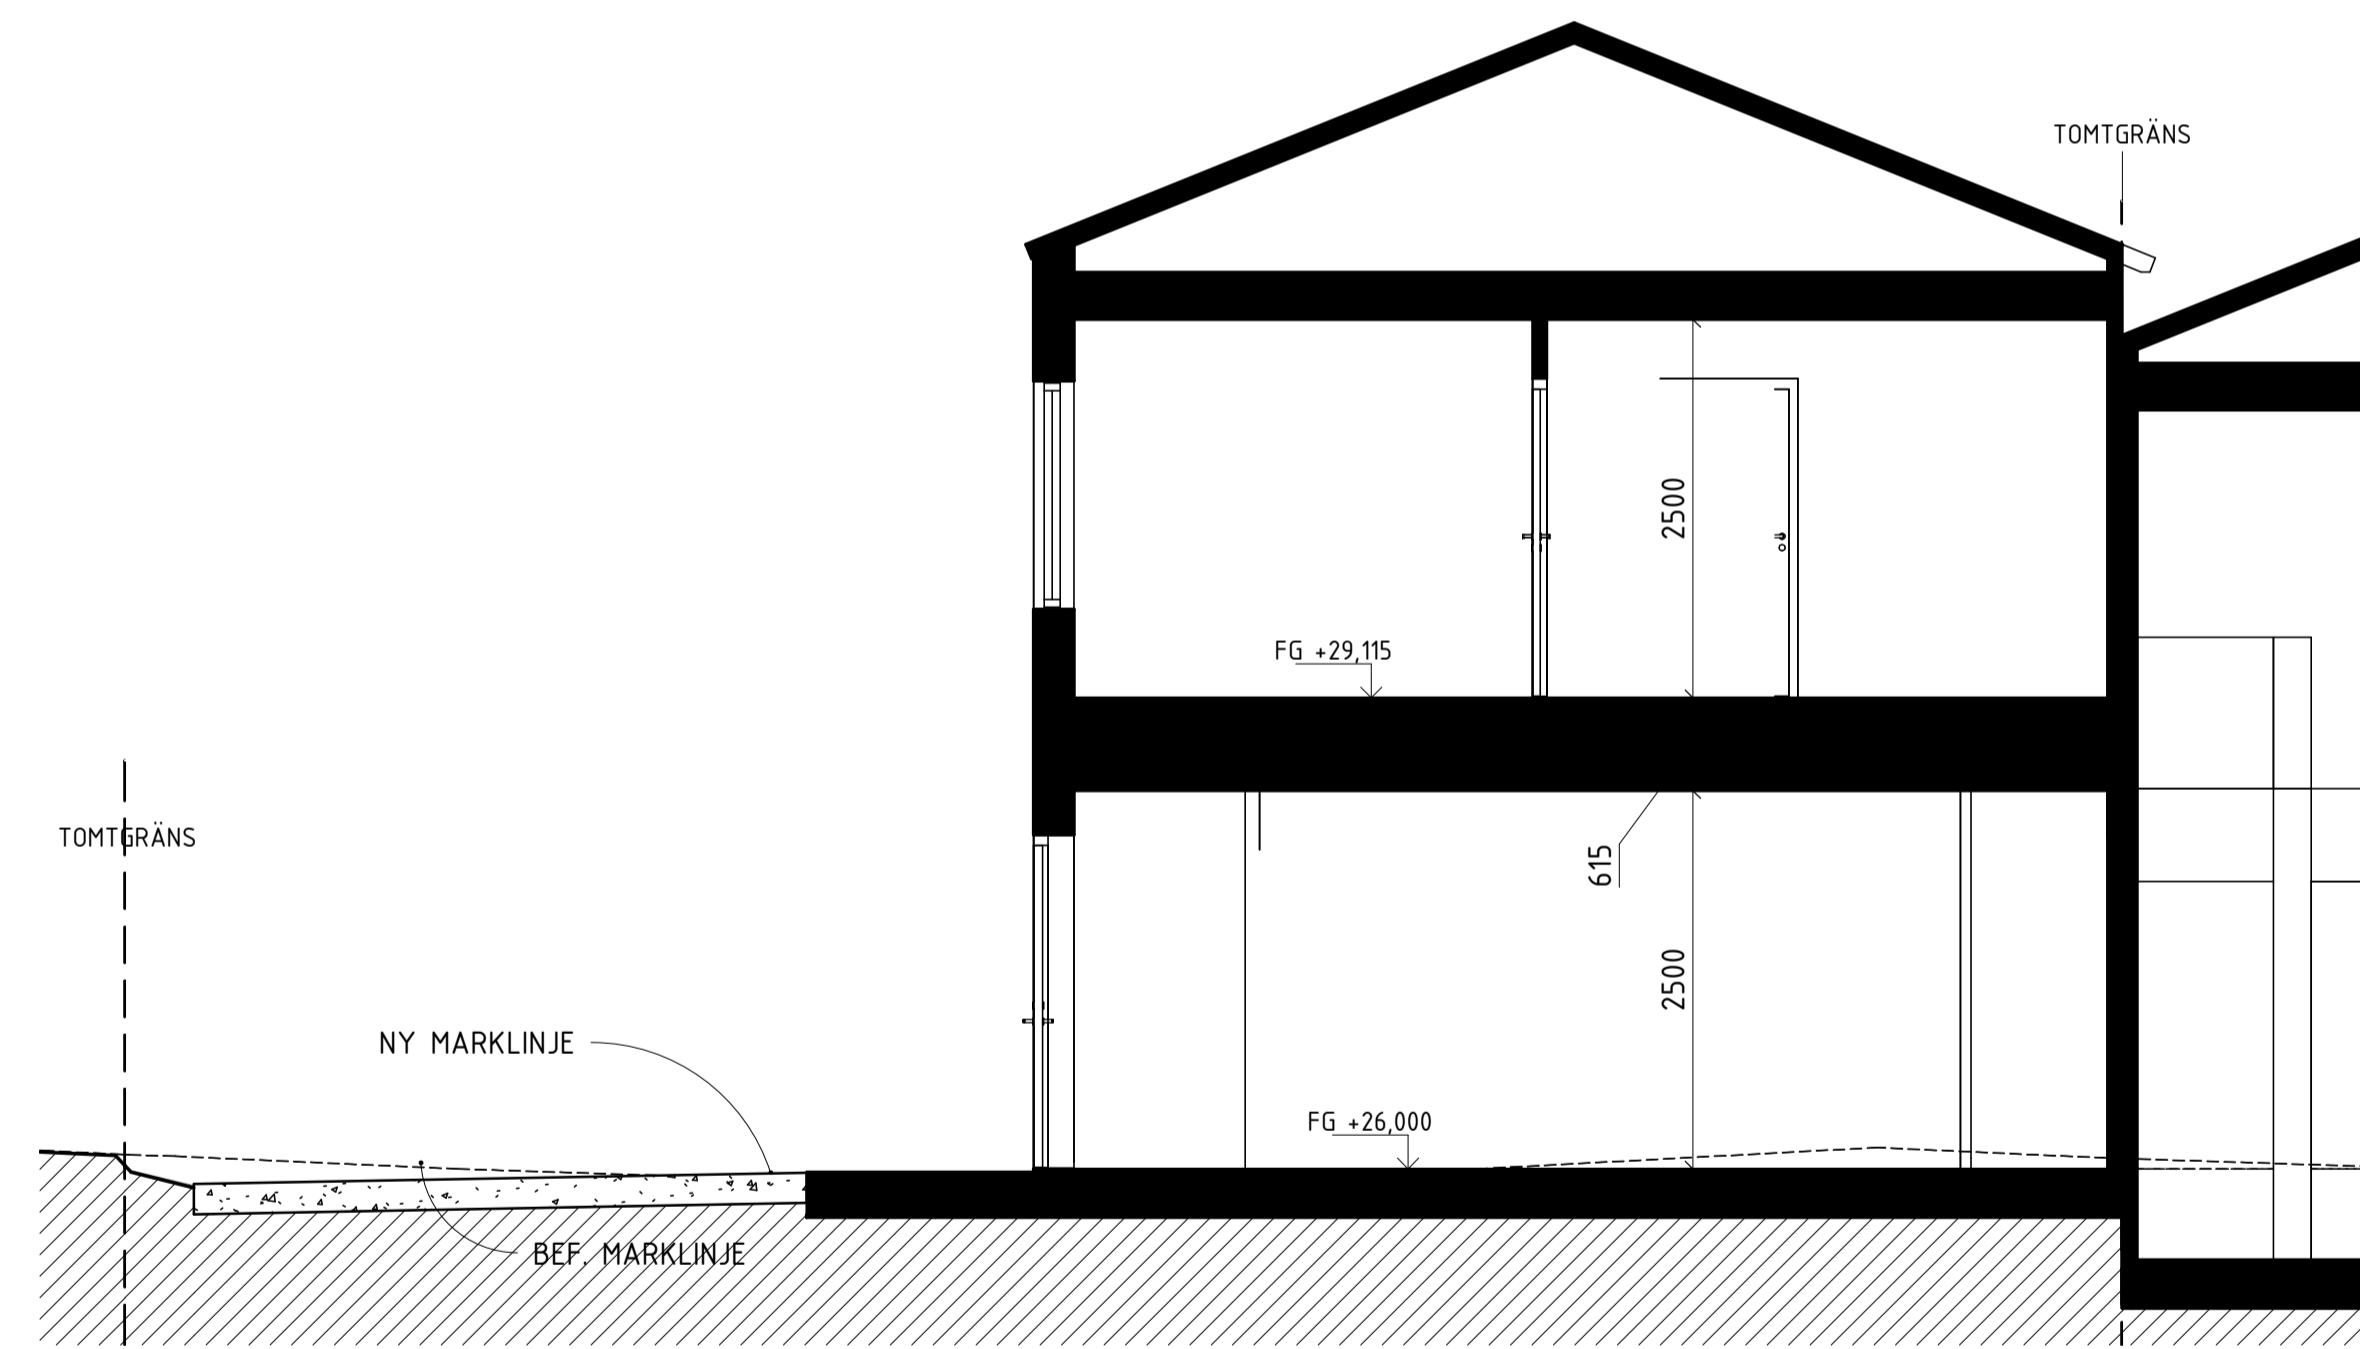 TOMTGRÄNS
2500
FG +29,115
TOMTGRÄNS
615
2500
NY MARKLINJE
FG +26,000
BEF. MARKLINJE